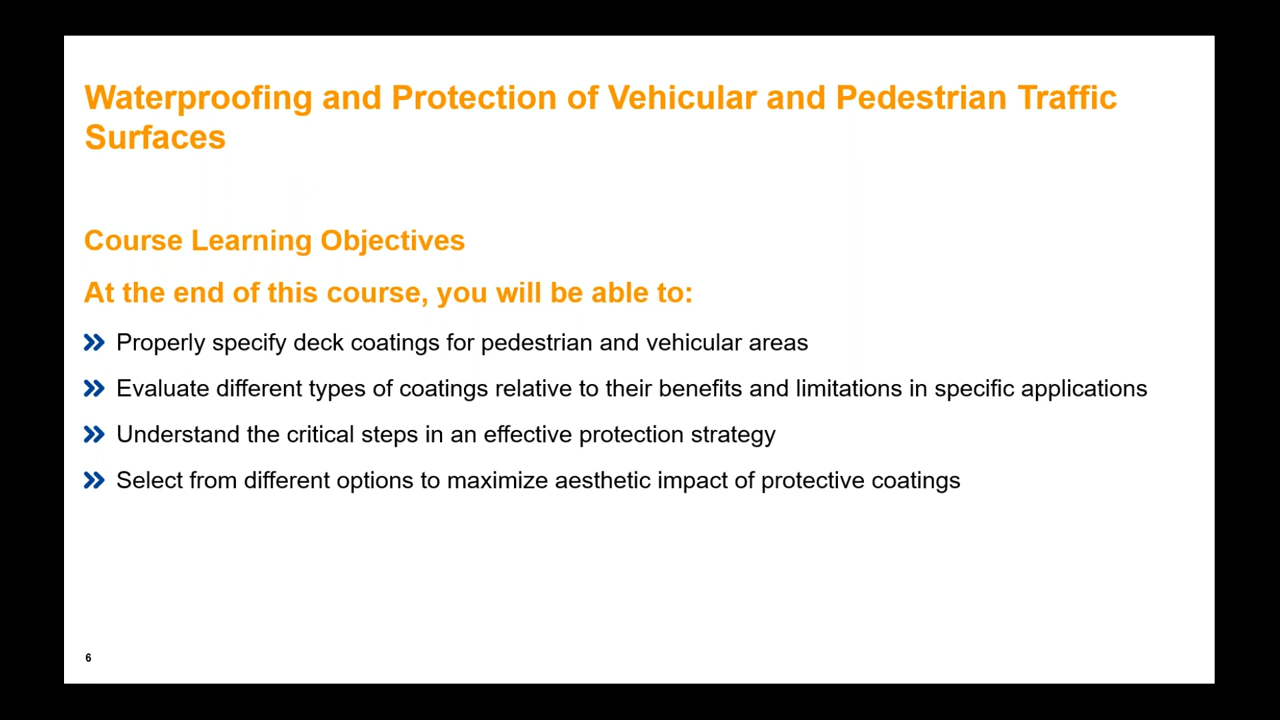 Waterproofing and Protection of Vehicular and Pedestrian Traffic
Surfaces
Course Learning Objectives
At the end of this course, you will be able to:
Properly specify deck coatings for pedestrian and vehicular areas
Evaluate different types of coatings relative to their benefits and limitations in specific applications
Understand the critical steps in an effective protection strategy
Select from different options to maximize aesthetic impact of protective coatings
6